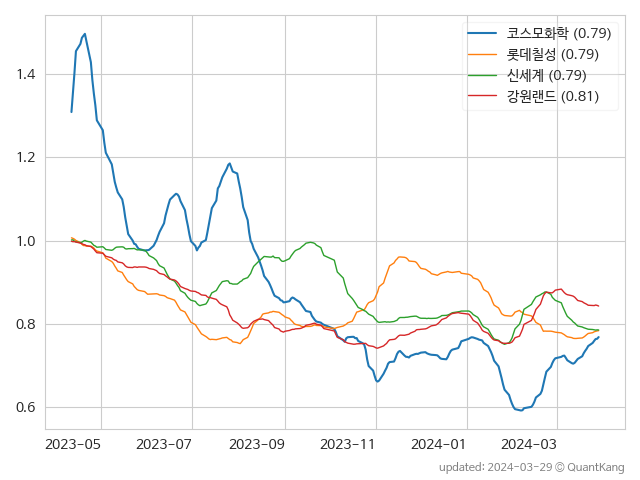 코스모화학 (0.79)
롯데칠성 (0.79)
신세계 (0.79)
강원랜드 (0.81)
1.4
1.2
1.0
0.8
0.6
2023-05 2023-07 2023-09 2023-11 2024-01 2024-03
updated: 2024-03-29 © QuantKang